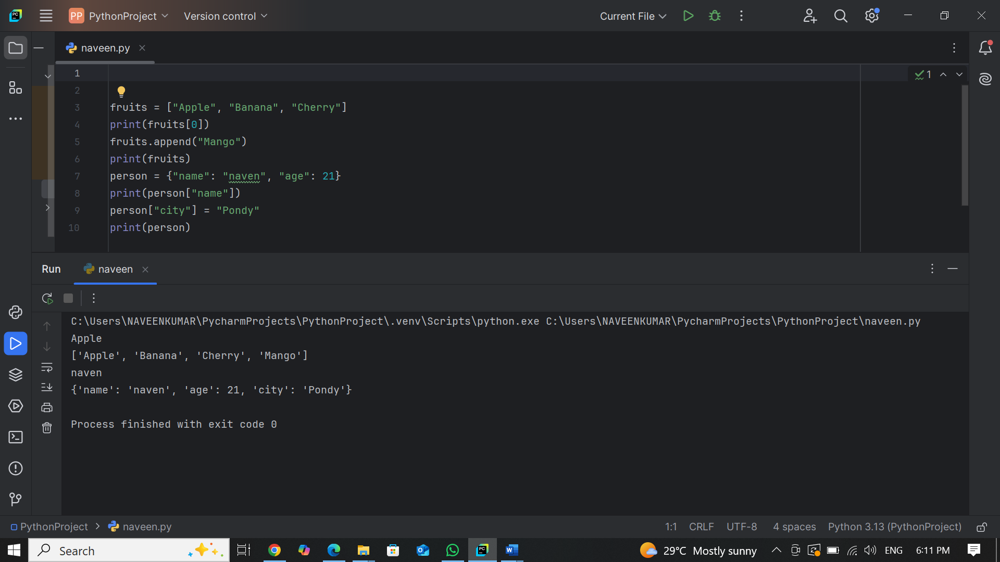 PC PP PythonProject Version control Current File
naveen.py
1 1
2
3 fruits = ["Apple", "Banana", "Cherry"]
4 print(fruits[0])
5 fruits.append("Mango")
6 print(fruits)
7 person = {"name": "naven", "age": 21}
8 print(person["name"])
9 person["city"] = "Pondy"
10 print(person)
Run naveen
C:\Users\NAVEENKUMAR\PycharmProjects\PythonProject\.venv\Scripts\python.exe C:\Users\NAVEENKUMAR\PycharmProjects\PythonProject\naveen.py
Apple
['Apple', 'Banana', 'Cherry', 'Mango']
naven
{'name': 'naven', 'age': 21, 'city': 'Pondy'}
Process finished with exit code 0
PythonProject > naveen.py 1:1 CRLF UTF-8 4 spaces Python 3.13 (PythonProject)
Search 29°C Mostly sunny ENG 6:11 PM